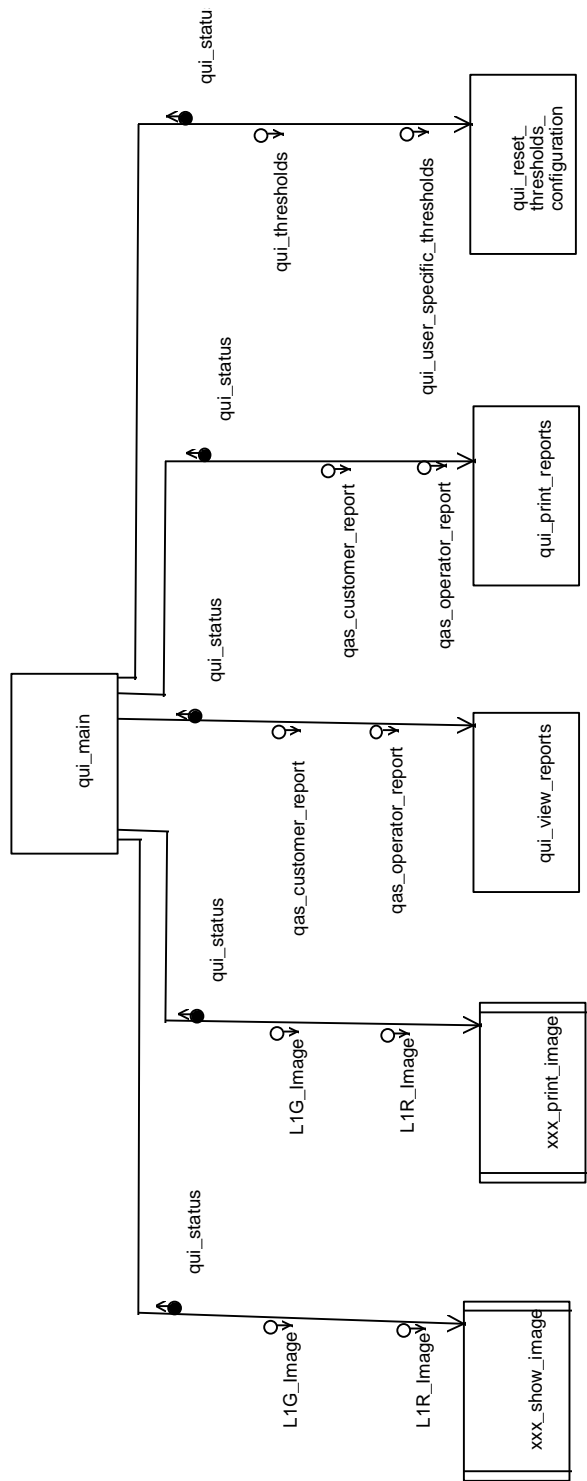 qui_main
qui_status
L1G_Image
L1R_Image
xxx_show_image
qui_status
L1G_Image
L1R_Image
xxx_print_image
qui_status
qas_customer_report
qas_operator_report
qui_view_reports
qui_status
qas_customer_report
qas_operator_report
qui_print_reports
qui_statu
qui_thresholds
qui_user_specific_thresholds
qui_reset_
thresholds_
configuration